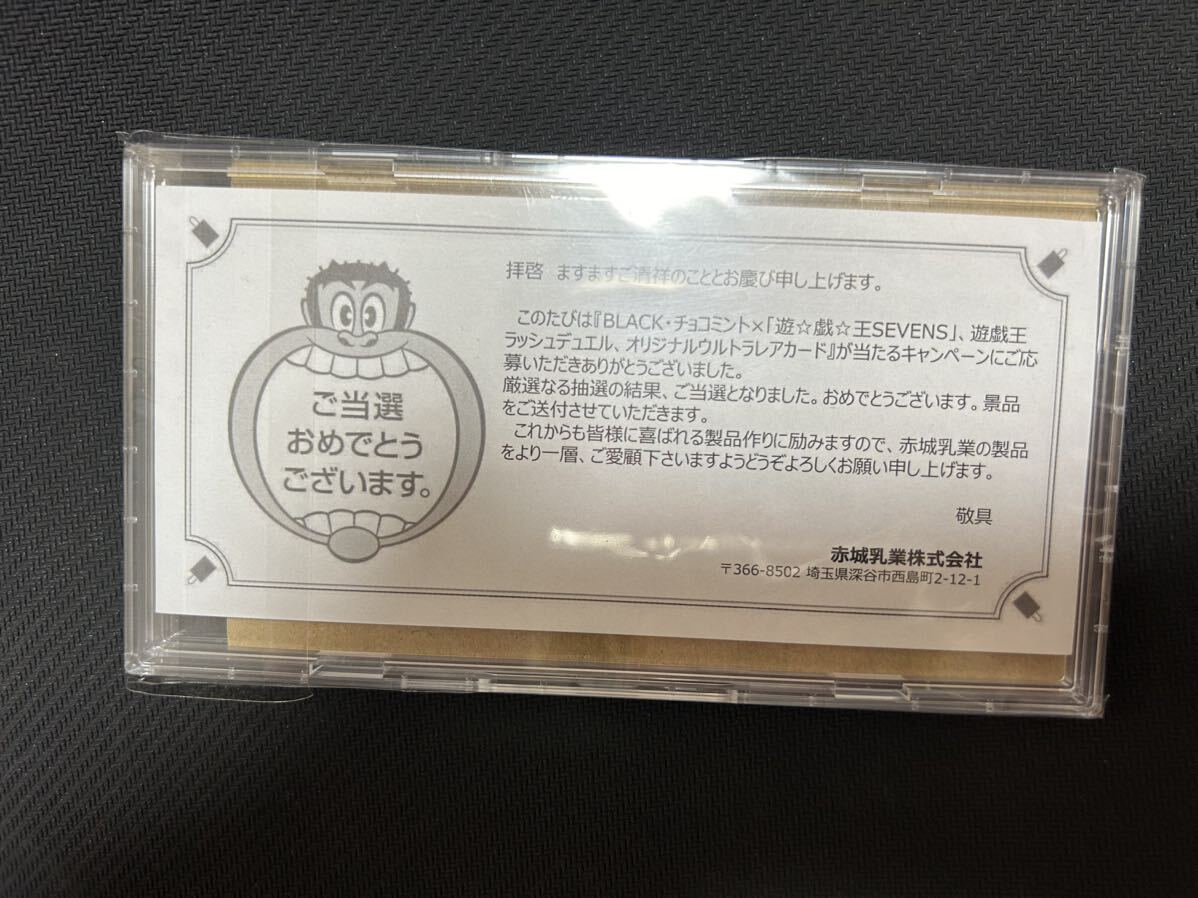 ご当選
おめでとう
ございます。
拝啓 ますますご清祥のこととお慶び申し上げます。
このたびは『BLACK・チョコミント×「遊☆戯☆王SEVENS」、遊戯王
ラッシュデュエル、オリジナルウルトラレアカード』が当たるキャンペーンにご応
募いただきありがとうございました。
厳選なる抽選の結果、ご当選となりました。おめでとうございます。景品
をご送付させていただきます。
これからも皆様に喜ばれる製品作りに励みますので、赤城乳業の製品
をより一層、ご愛顧下さいますようどうぞよろしくお願い申し上げます。
敬具
赤城乳業株式会社
〒366-8502 埼玉県深谷市西島町2-12-1